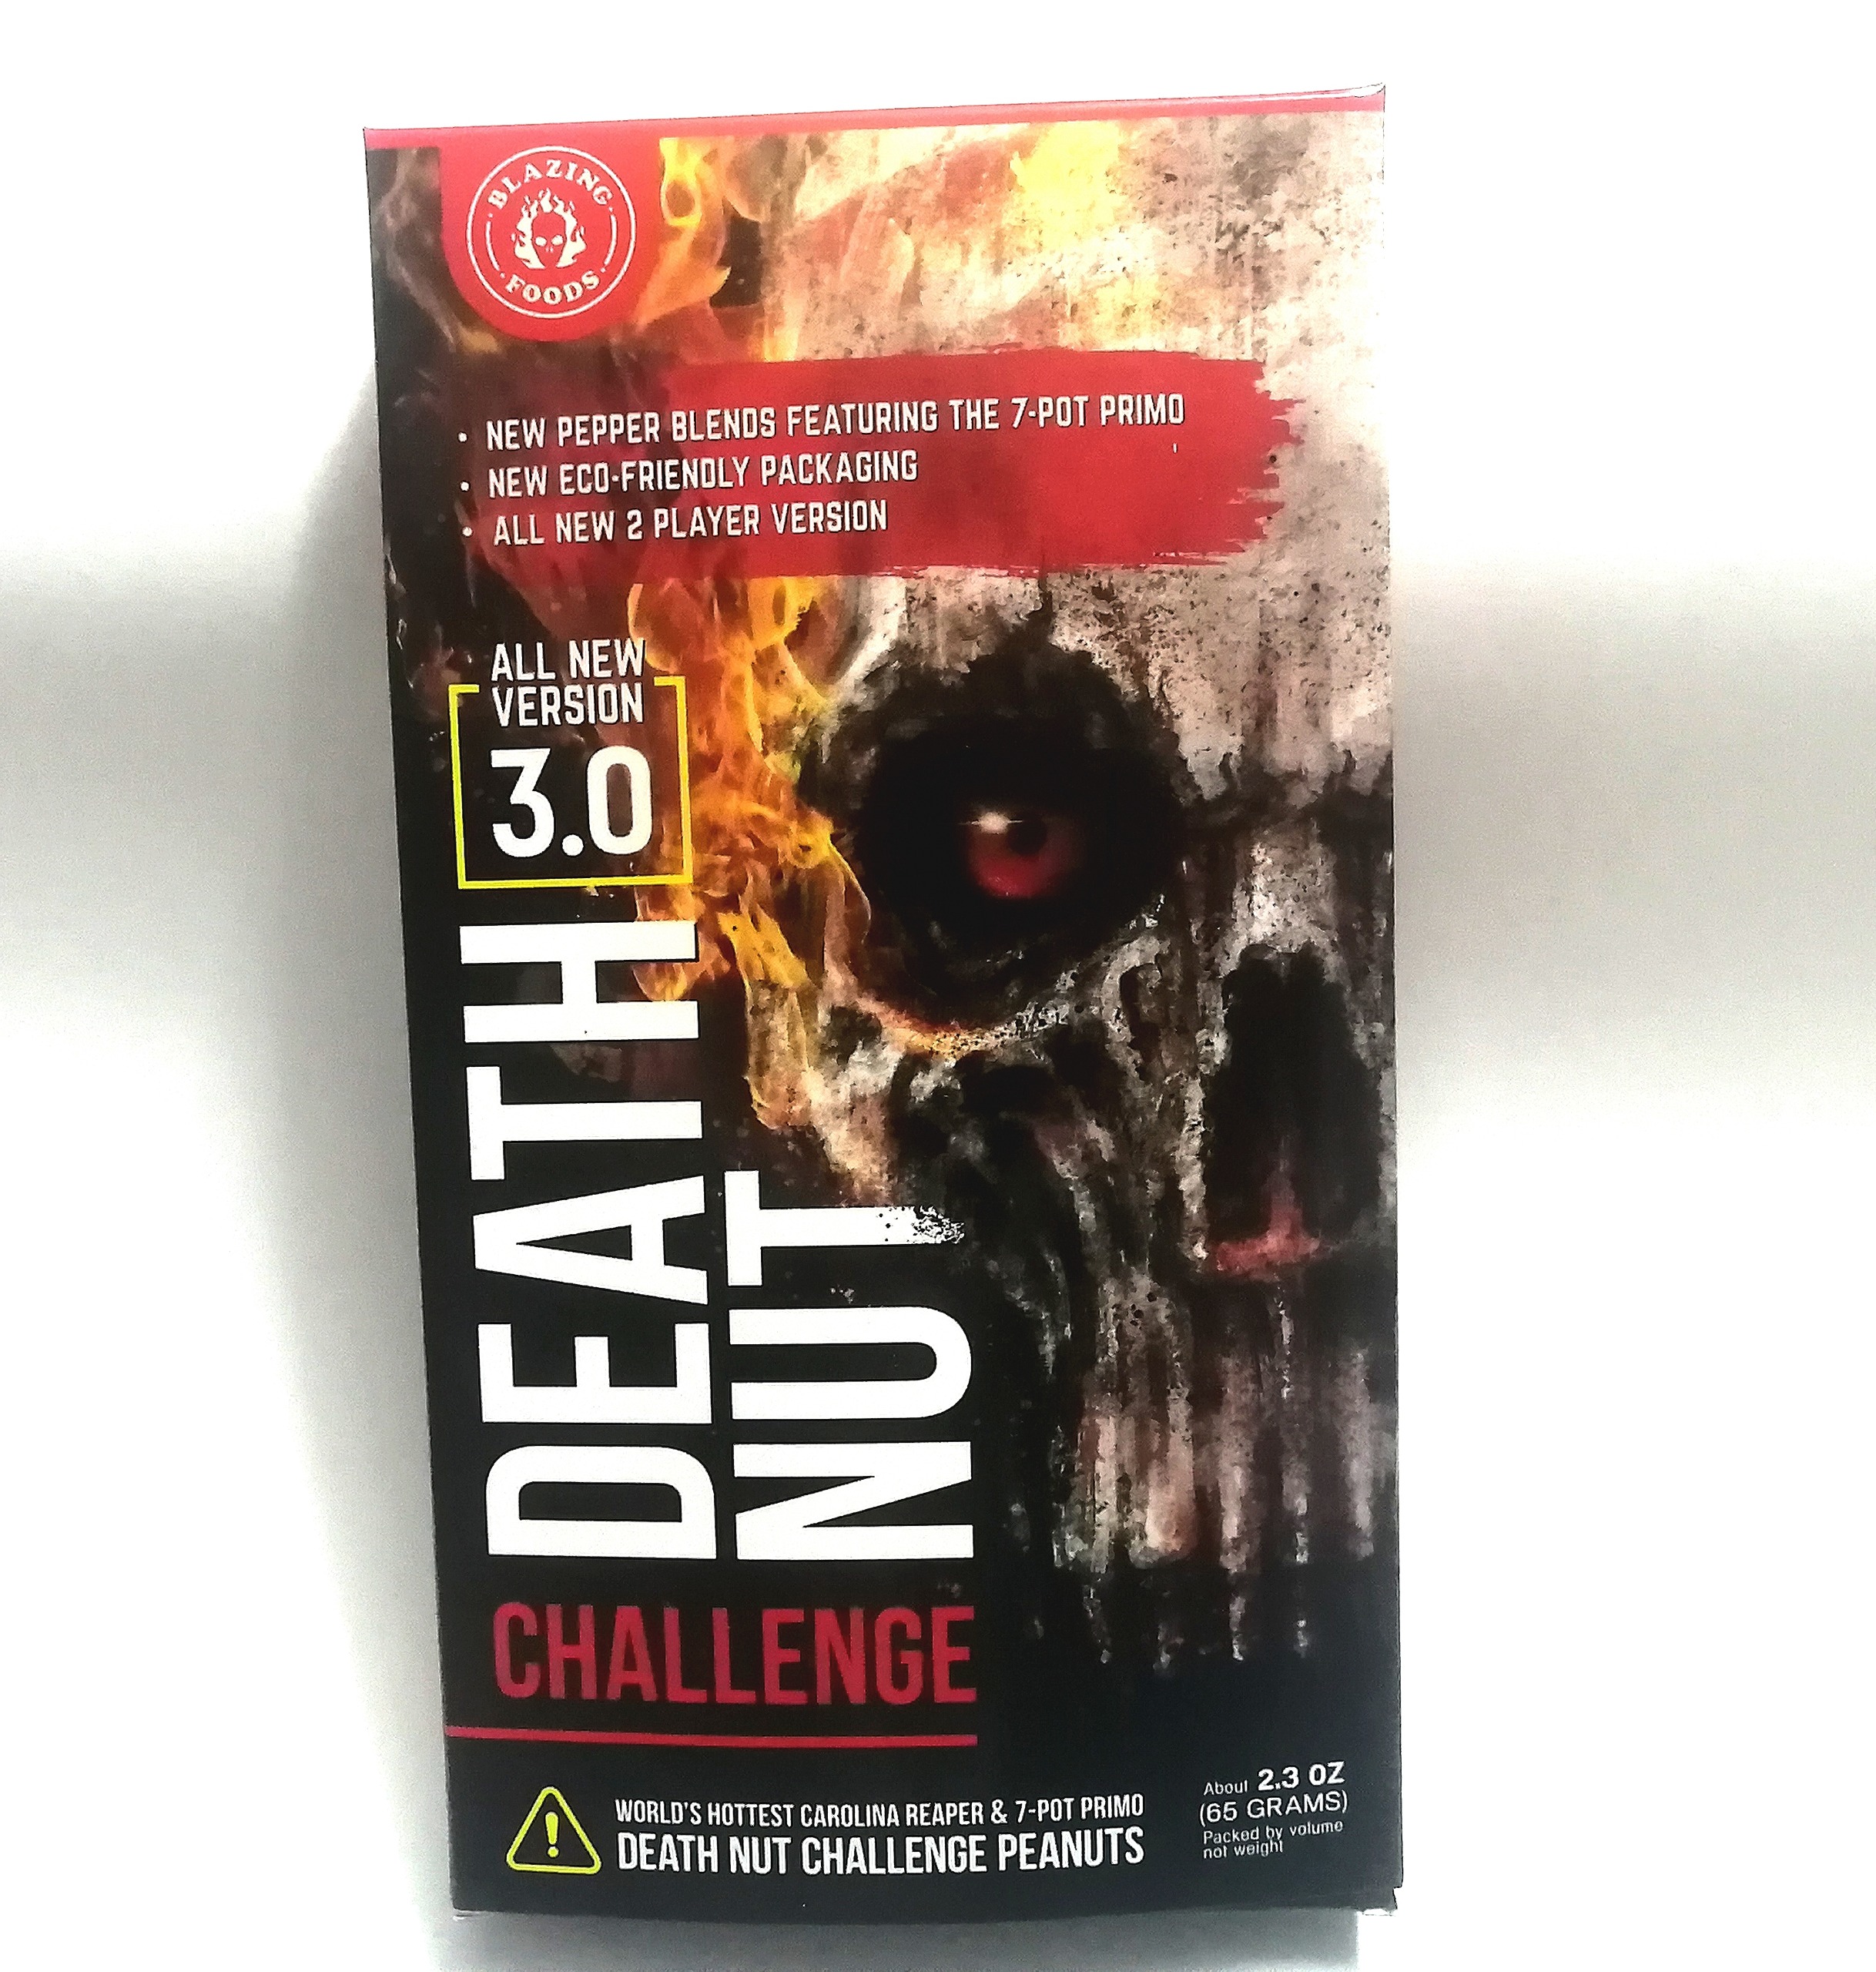 BLAZING
FOODS
• NEW PEPPER BLENDS FEATURING THE 7-POT PRIMO
• NEW ECO-FRIENDLY PACKAGING
• ALL NEW 2 PLAYER VERSION
ALL NEW
VERSION
3.0
DEATH
NUT
CHALLENGE
WORLD'S HOTTEST CAROLINA REAPER & 7-POT PRIMO
DEATH NUT CHALLENGE PEANUTS
About 2.3 OZ
(65 GRAMS)
Packed by volume
not weight